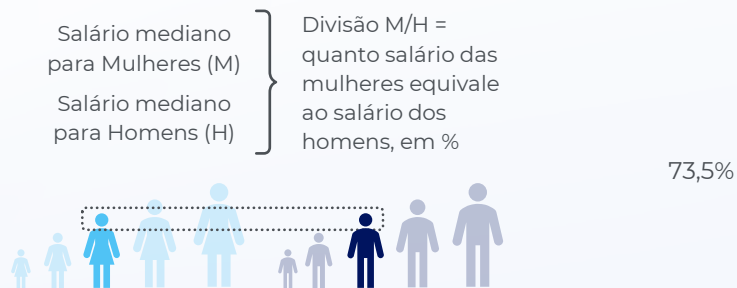 Salário mediano
para Mulheres (M)
Salário mediano
para Homens (H)
Divisão M/H =
quanto salário das
mulheres equivale
ao salário dos
homens, em %
73,5%